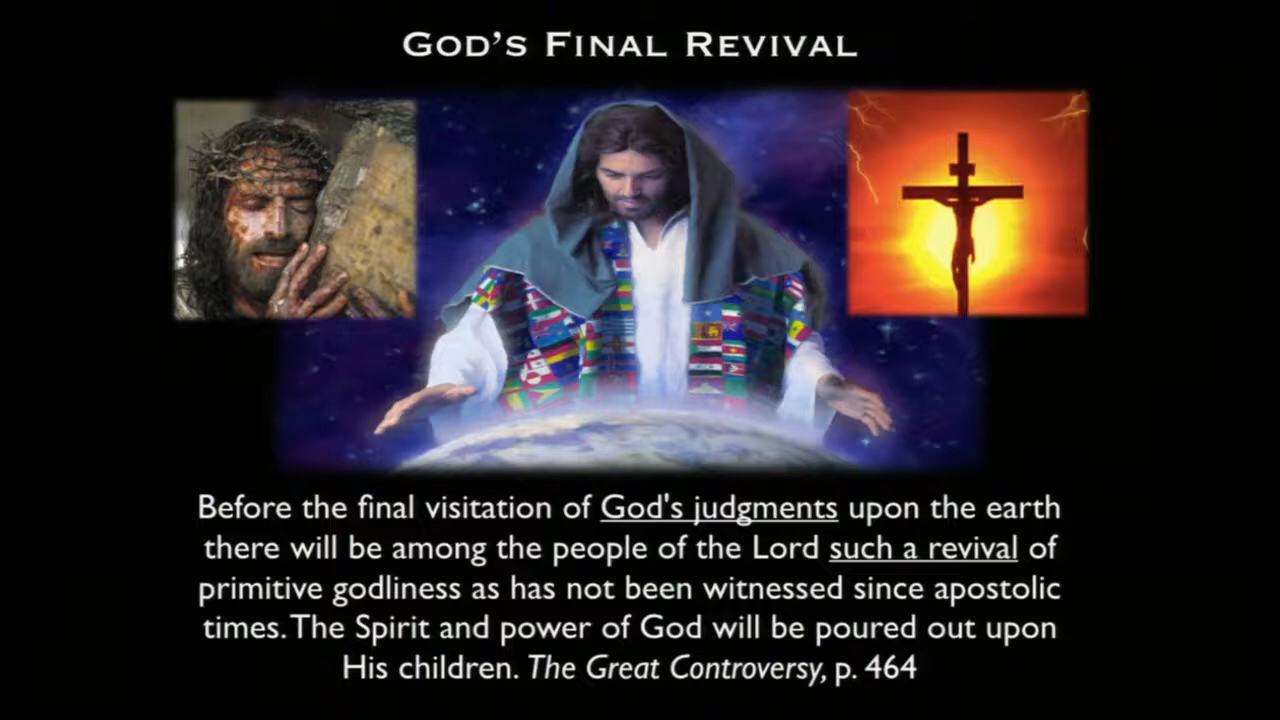 God's Final Revival
Before the final visitation of God's judgments upon the earth
there will be among the people of the Lord such a revival of
primitive godliness as has not been witnessed since apostolic
times. The Spirit and power of God will be poured out upon
His children. The Great Controversy, p. 464